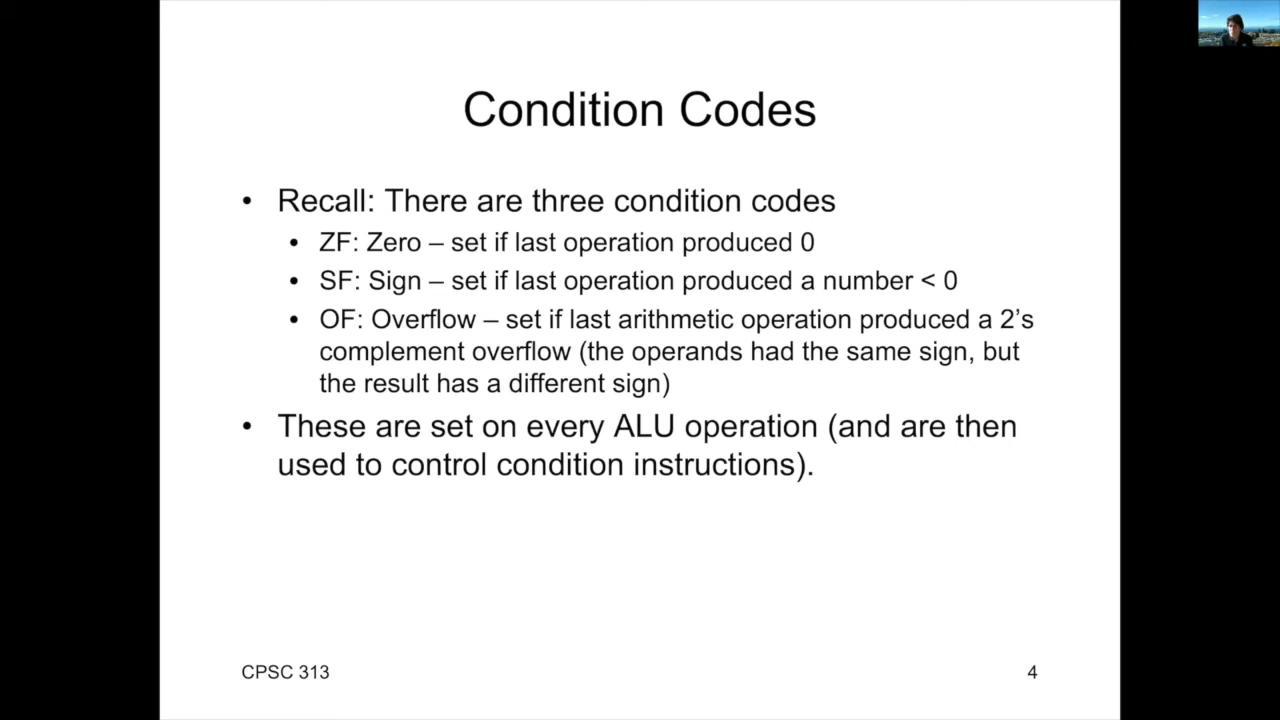 Condition Codes
• Recall: There are three condition codes
• ZF: Zero – set if last operation produced 0
• SF: Sign – set if last operation produced a number < 0
• OF: Overflow – set if last arithmetic operation produced a 2's
complement overflow (the operands had the same sign, but
the result has a different sign)
• These are set on every ALU operation (and are then
used to control condition instructions).
CPSC 313
4